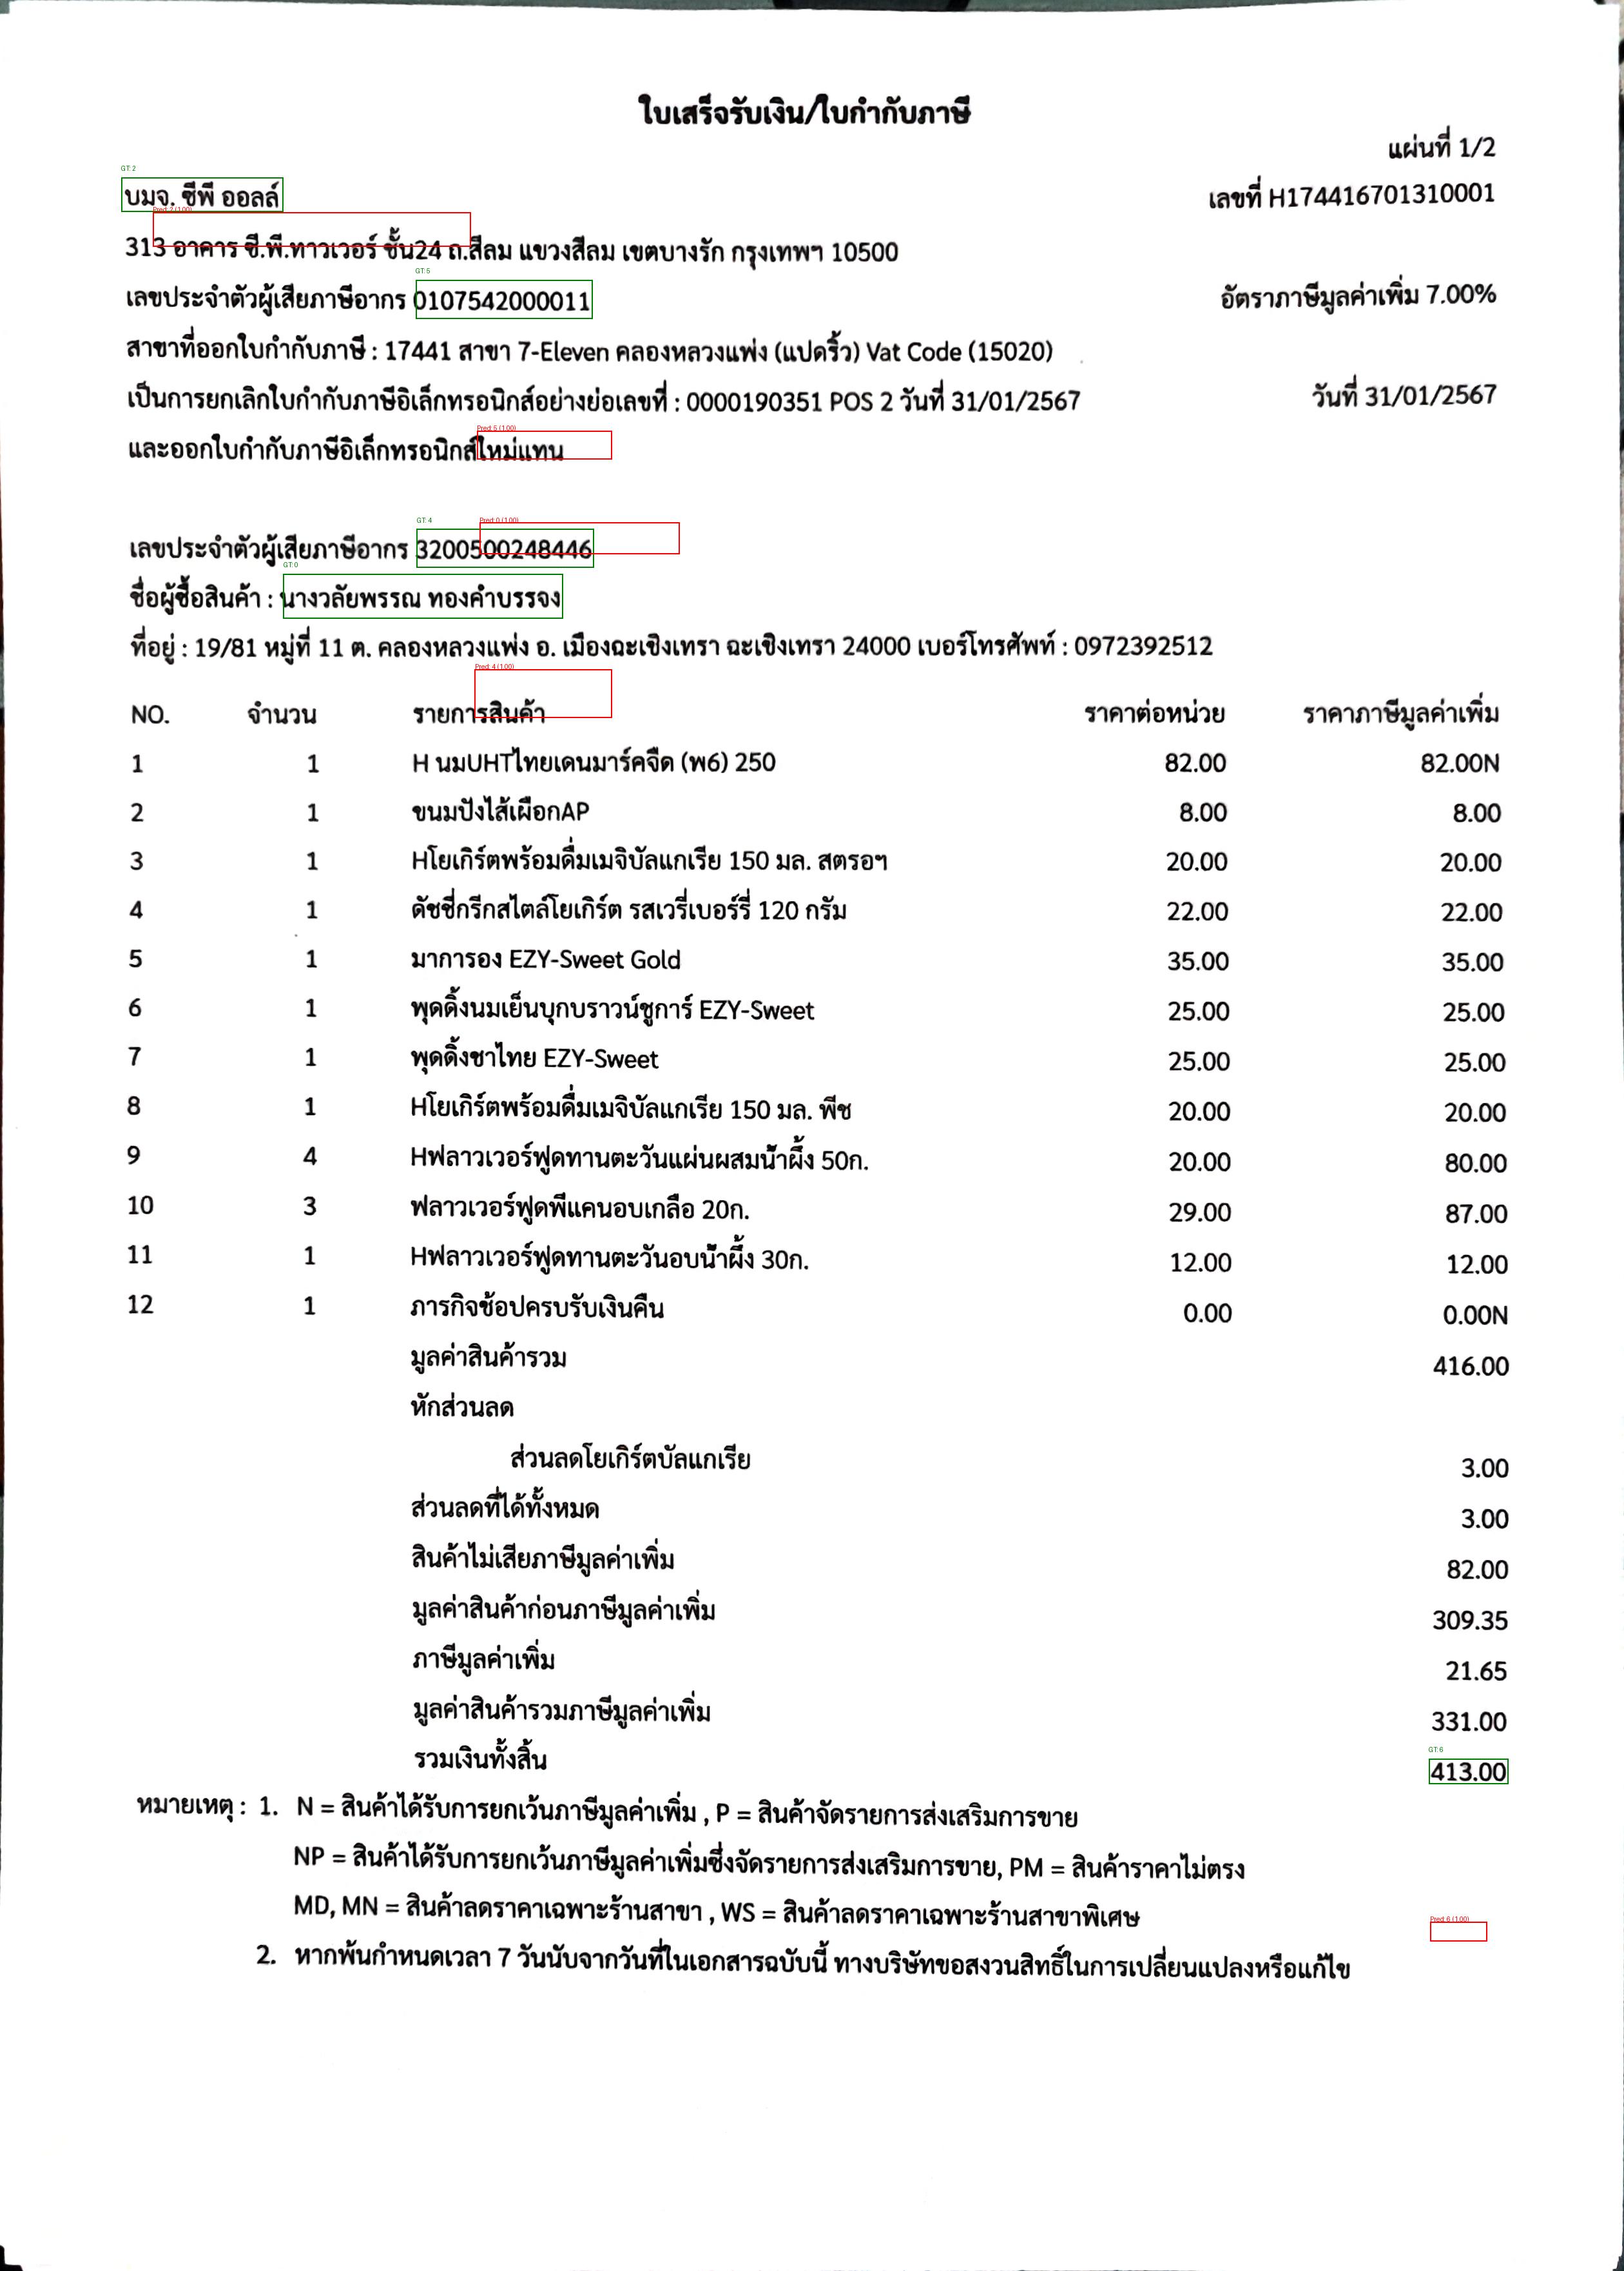 ใบเสร็จรับเงิน/ใบกำกับภาษี
แผ่นที่ 1/2
GT: 2
บมจ. ซีพี ออลล์
เลขที่ H174416701310001
Pred: 2 (1.00)
313 อาคาร ซี.พี.ทาวเวอร์ ชั้น24 ถ.สีลม แขวงสีลม เขตบางรัก กรุงเทพฯ 10500
GT: 5
เลขประจำตัวผู้เสียภาษีอากร 0107542000011
อัตราภาษีมูลค่าเพิ่ม 7.00%
สาขาที่ออกใบกำกับภาษี : 17441 สาขา 7-Eleven คลองหลวงแพ่ง (แปดริ้ว) Vat Code (15020)
เป็นการยกเลิกใบกำกับภาษีอิเล็กทรอนิกส์อย่างย่อเลขที่ : 0000190351 POS 2 วันที่ 31/01/2567
วันที่ 31/01/2567
Pred: 5 (1.00)
และออกใบกำกับภาษีอิเล็กทรอนิกส์ใหม่แทน
GT: 4
Pred: 0 (1.00)
เลขประจำตัวผู้เสียภาษีอากร 3200500248446
GT: 0
ชื่อผู้ซื้อสินค้า : นางวลัยพรรณ ทองคำบรรจง
ที่อยู่ : 19/81 หมู่ที่ 11 ต. คลองหลวงแพ่ง อ. เมืองฉะเชิงเทรา ฉะเชิงเทรา 24000 เบอร์โทรศัพท์ : 0972392512
Pred: 4 (1.00)
NO. จำนวน รายการสินค้า ราคาต่อหน่วย ราคาภาษีมูลค่าเพิ่ม
1 1 H นมUHTไทยเดนมาร์คจืด (พ6) 250 82.00 82.00N
2 1 ขนมปังไส้เผือกAP 8.00 8.00
3 1 Hโยเกิร์ตพร้อมดื่มเมจิบัลแกเรีย 150 มล. สตรอฯ 20.00 20.00
4 1 ดัชชี่กรีกสไตล์โยเกิร์ต รสเวรี่เบอร์รี่ 120 กรัม 22.00 22.00
5 1 มาการอง EZY-Sweet Gold 35.00 35.00
6 1 พุดดิ้งนมเย็นบุกบราวน์ชูการ์ EZY-Sweet 25.00 25.00
7 1 พุดดิ้งชาไทย EZY-Sweet 25.00 25.00
8 1 Hโยเกิร์ตพร้อมดื่มเมจิบัลแกเรีย 150 มล. พีช 20.00 20.00
9 4 Hฟลาวเวอร์ฟูดทานตะวันแผ่นผสมน้ำผึ้ง 50ก. 20.00 80.00
10 3 ฟลาวเวอร์ฟูดพีแคนอบเกลือ 20ก. 29.00 87.00
11 1 Hฟลาวเวอร์ฟูดทานตะวันอบน้ำผึ้ง 30ก. 12.00 12.00
12 1 ภารกิจช้อปครบรับเงินคืน 0.00 0.00N
มูลค่าสินค้ารวม 416.00
หักส่วนลด
ส่วนลดโยเกิร์ตบัลแกเรีย 3.00
ส่วนลดที่ได้ทั้งหมด 3.00
สินค้าไม่เสียภาษีมูลค่าเพิ่ม 82.00
มูลค่าสินค้าก่อนภาษีมูลค่าเพิ่ม 309.35
ภาษีมูลค่าเพิ่ม 21.65
มูลค่าสินค้ารวมภาษีมูลค่าเพิ่ม 331.00
GT: 6
รวมเงินทั้งสิ้น 413.00
หมายเหตุ : 1. N = สินค้าได้รับการยกเว้นภาษีมูลค่าเพิ่ม , P = สินค้าจัดรายการส่งเสริมการขาย
NP = สินค้าได้รับการยกเว้นภาษีมูลค่าเพิ่มซึ่งจัดรายการส่งเสริมการขาย, PM = สินค้าราคาไม่ตรง
MD, MN = สินค้าลดราคาเฉพาะร้านสาขา , WS = สินค้าลดราคาเฉพาะร้านสาขาพิเศษ
Pred: 6 (1.00)
2. หากพ้นกำหนดเวลา 7 วันนับจากวันที่ในเอกสารฉบับนี้ ทางบริษัทขอสงวนสิทธิ์ในการเปลี่ยนแปลงหรือแก้ไข